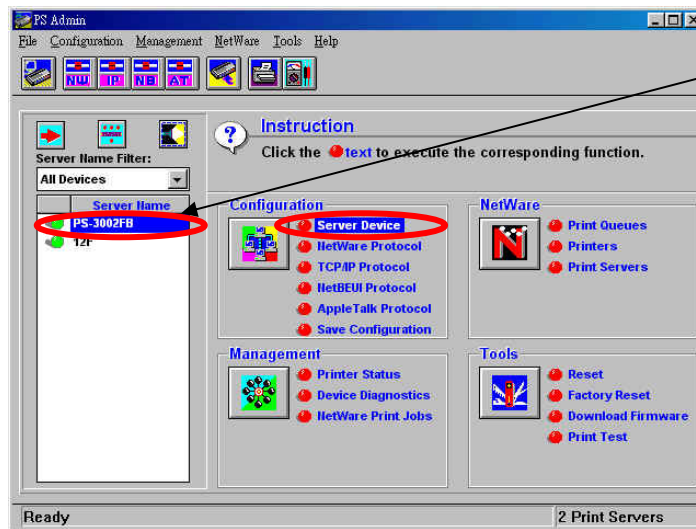 PS Admin
File Configuration Management NetWare Tools Help
NW IP NB AT
Instruction
Click the text to execute the corresponding function.
Server Name Filter:
All Devices
Server Name
PS-3002FB
12F
Configuration
Server Device
NetWare Protocol
TCP/IP Protocol
NetBEUI Protocol
AppleTalk Protocol
Save Configuration
NetWare
Print Queues
Printers
Print Servers
Management
Printer Status
Device Diagnostics
NetWare Print Jobs
Tools
Reset
Factory Reset
Download Firmware
Print Test
Ready
2 Print Servers